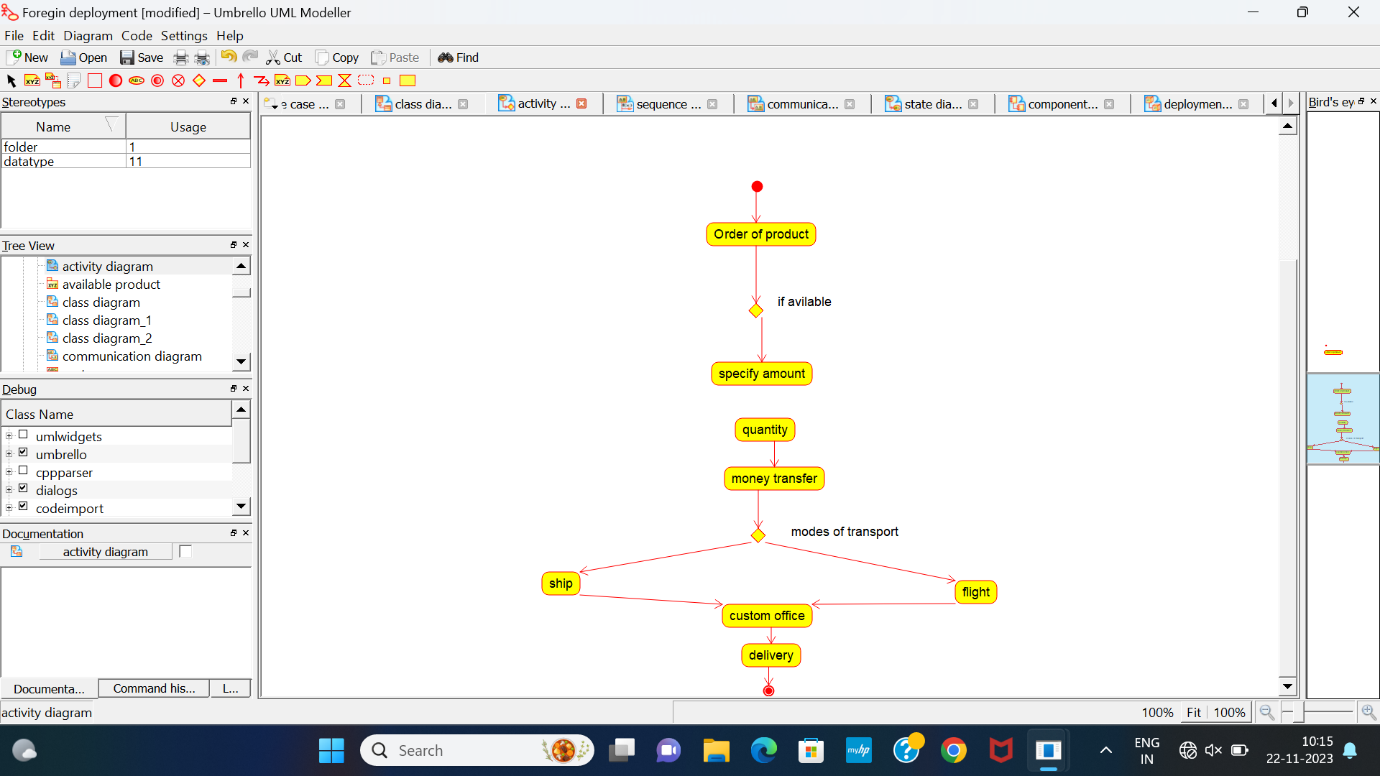 Foregin deployment [modified] – Umbrello UML Modeller
File Edit Diagram Code Settings Help
New Open Save Cut Copy Paste Find
Stereotypes
Name Usage
folder 1
datatype 11
Tree View
activity diagram
available product
class diagram
class diagram_1
class diagram_2
communication diagram
Debug
Class Name
umlwidgets
umbrello
cppparser
dialogs
codeimport
Documentation
activity diagram
Documenta... Command his... L...
activity diagram
e case ... class dia... activity ... sequence ... communica... state dia... component... deploymen...
Order of product
if avilable
specify amount
quantity
money transfer
modes of transport
ship
flight
custom office
delivery
Bird's ey
100% Fit 100%
Search
ENG
IN
10:15
22-11-2023